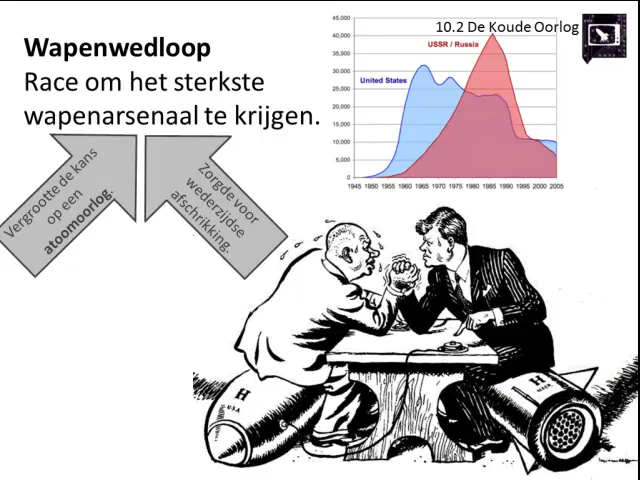 10.2 De Koude Oorlog
Wapenwedloop
Race om het sterkste
wapenarsenaal te krijgen.
Vergrootte de kans
op een
atoomoorlog.
Zorgde voor
wederzijdse
afschrikking.
45,000
40,000
35,000
30,000
25,000
20,000
15,000
10,000
5,000
0
USSR / Russia
United States
1945 1950 1955 1960 1965 1970 1975 1980 1985 1990 1995 2000 2005
H
U.S.A
H